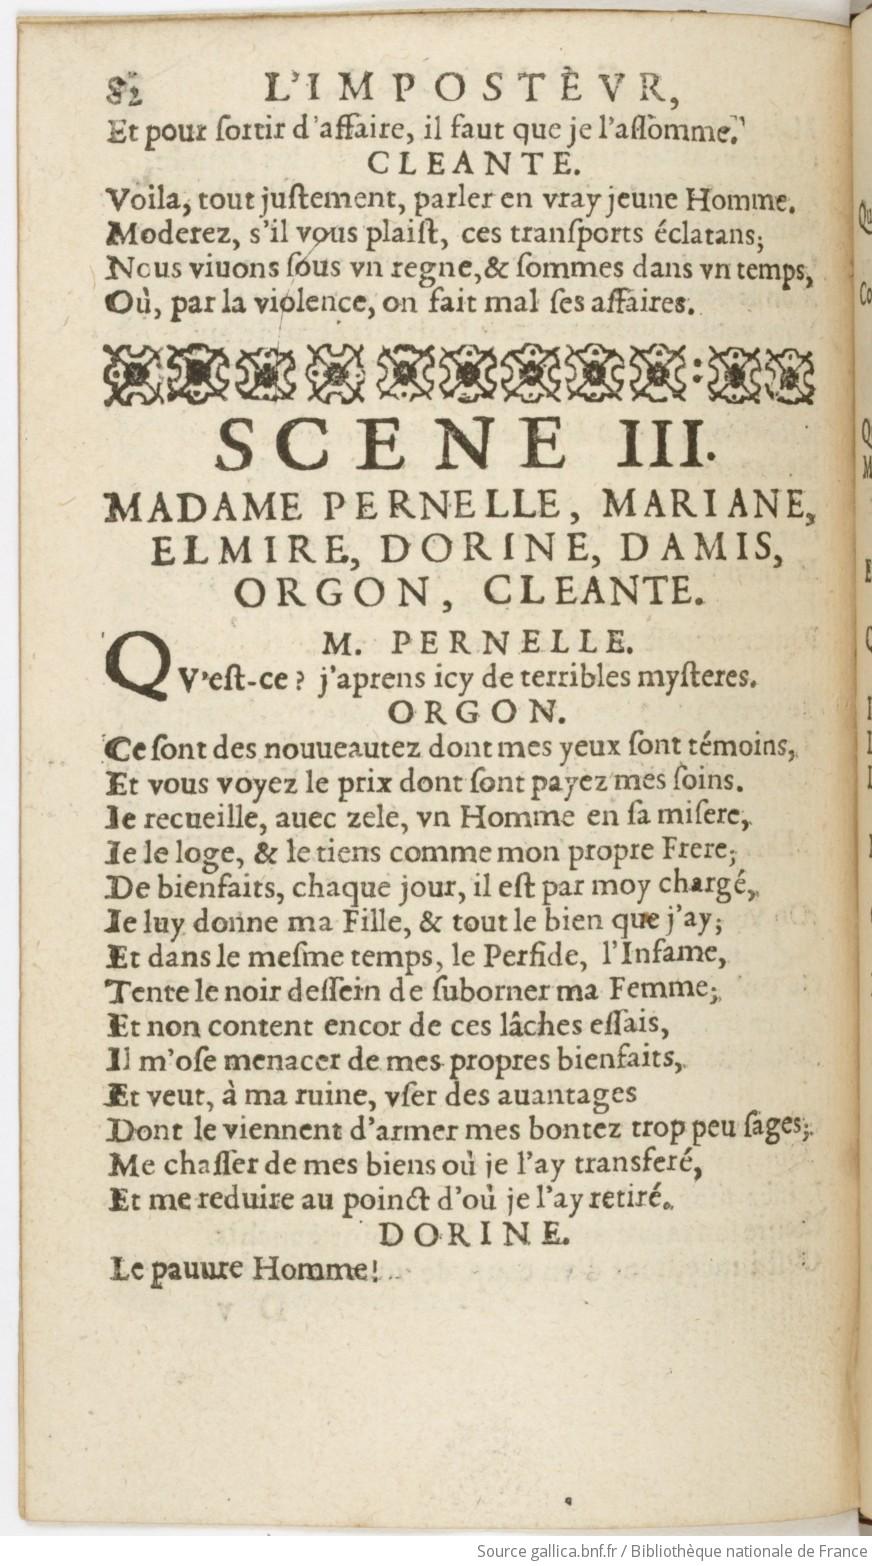 82 L'IMPOSTEVR,
Et pour ſortir d'affaire, il faut que je l'aſſomme.
CLEANTE.
Voila, tout juſtement, parler en vray jeune Homme.
Moderez, s'il vous plaiſt, ces tranſports éclatans;
Nous viuons ſous vn regne, & ſommes dans vn temps,
Où, par la violence, on fait mal ſes affaires.
SCENE III.
MADAME PERNELLE, MARIANE,
ELMIRE, DORINE, DAMIS,
ORGON, CLEANTE.
M. PERNELLE.
QV'eſt-ce? j'aprens icy de terribles myſteres.
ORGON.
Ce ſont des nouueautez dont mes yeux ſont témoins,
Et vous voyez le prix dont ſont payez mes ſoins.
Ie recueille, auec zele, vn Homme en ſa miſere,
Ie le loge, & le tiens comme mon propre Frere;
De bienfaits, chaque jour, il eſt par moy chargé,
Ie luy donne ma Fille, & tout le bien que j'ay;
Et dans le meſme temps, le Perfide, l'Infame,
Tente le noir deſſein de ſuborner ma Femme;
Et non content encor de ces lâches eſſais,
Il m'oſe menacer de mes propres bienfaits,
Et veut, à ma ruine, vſer des auantages
Dont le viennent d'armer mes bontez trop peu ſages;
Me chaſſer de mes biens où je l'ay transferé,
Et me reduire au poinct d'où je l'ay retiré.
DORINE.
Le pauure Homme!
Source gallica.bnf.fr / Bibliothèque nationale de France